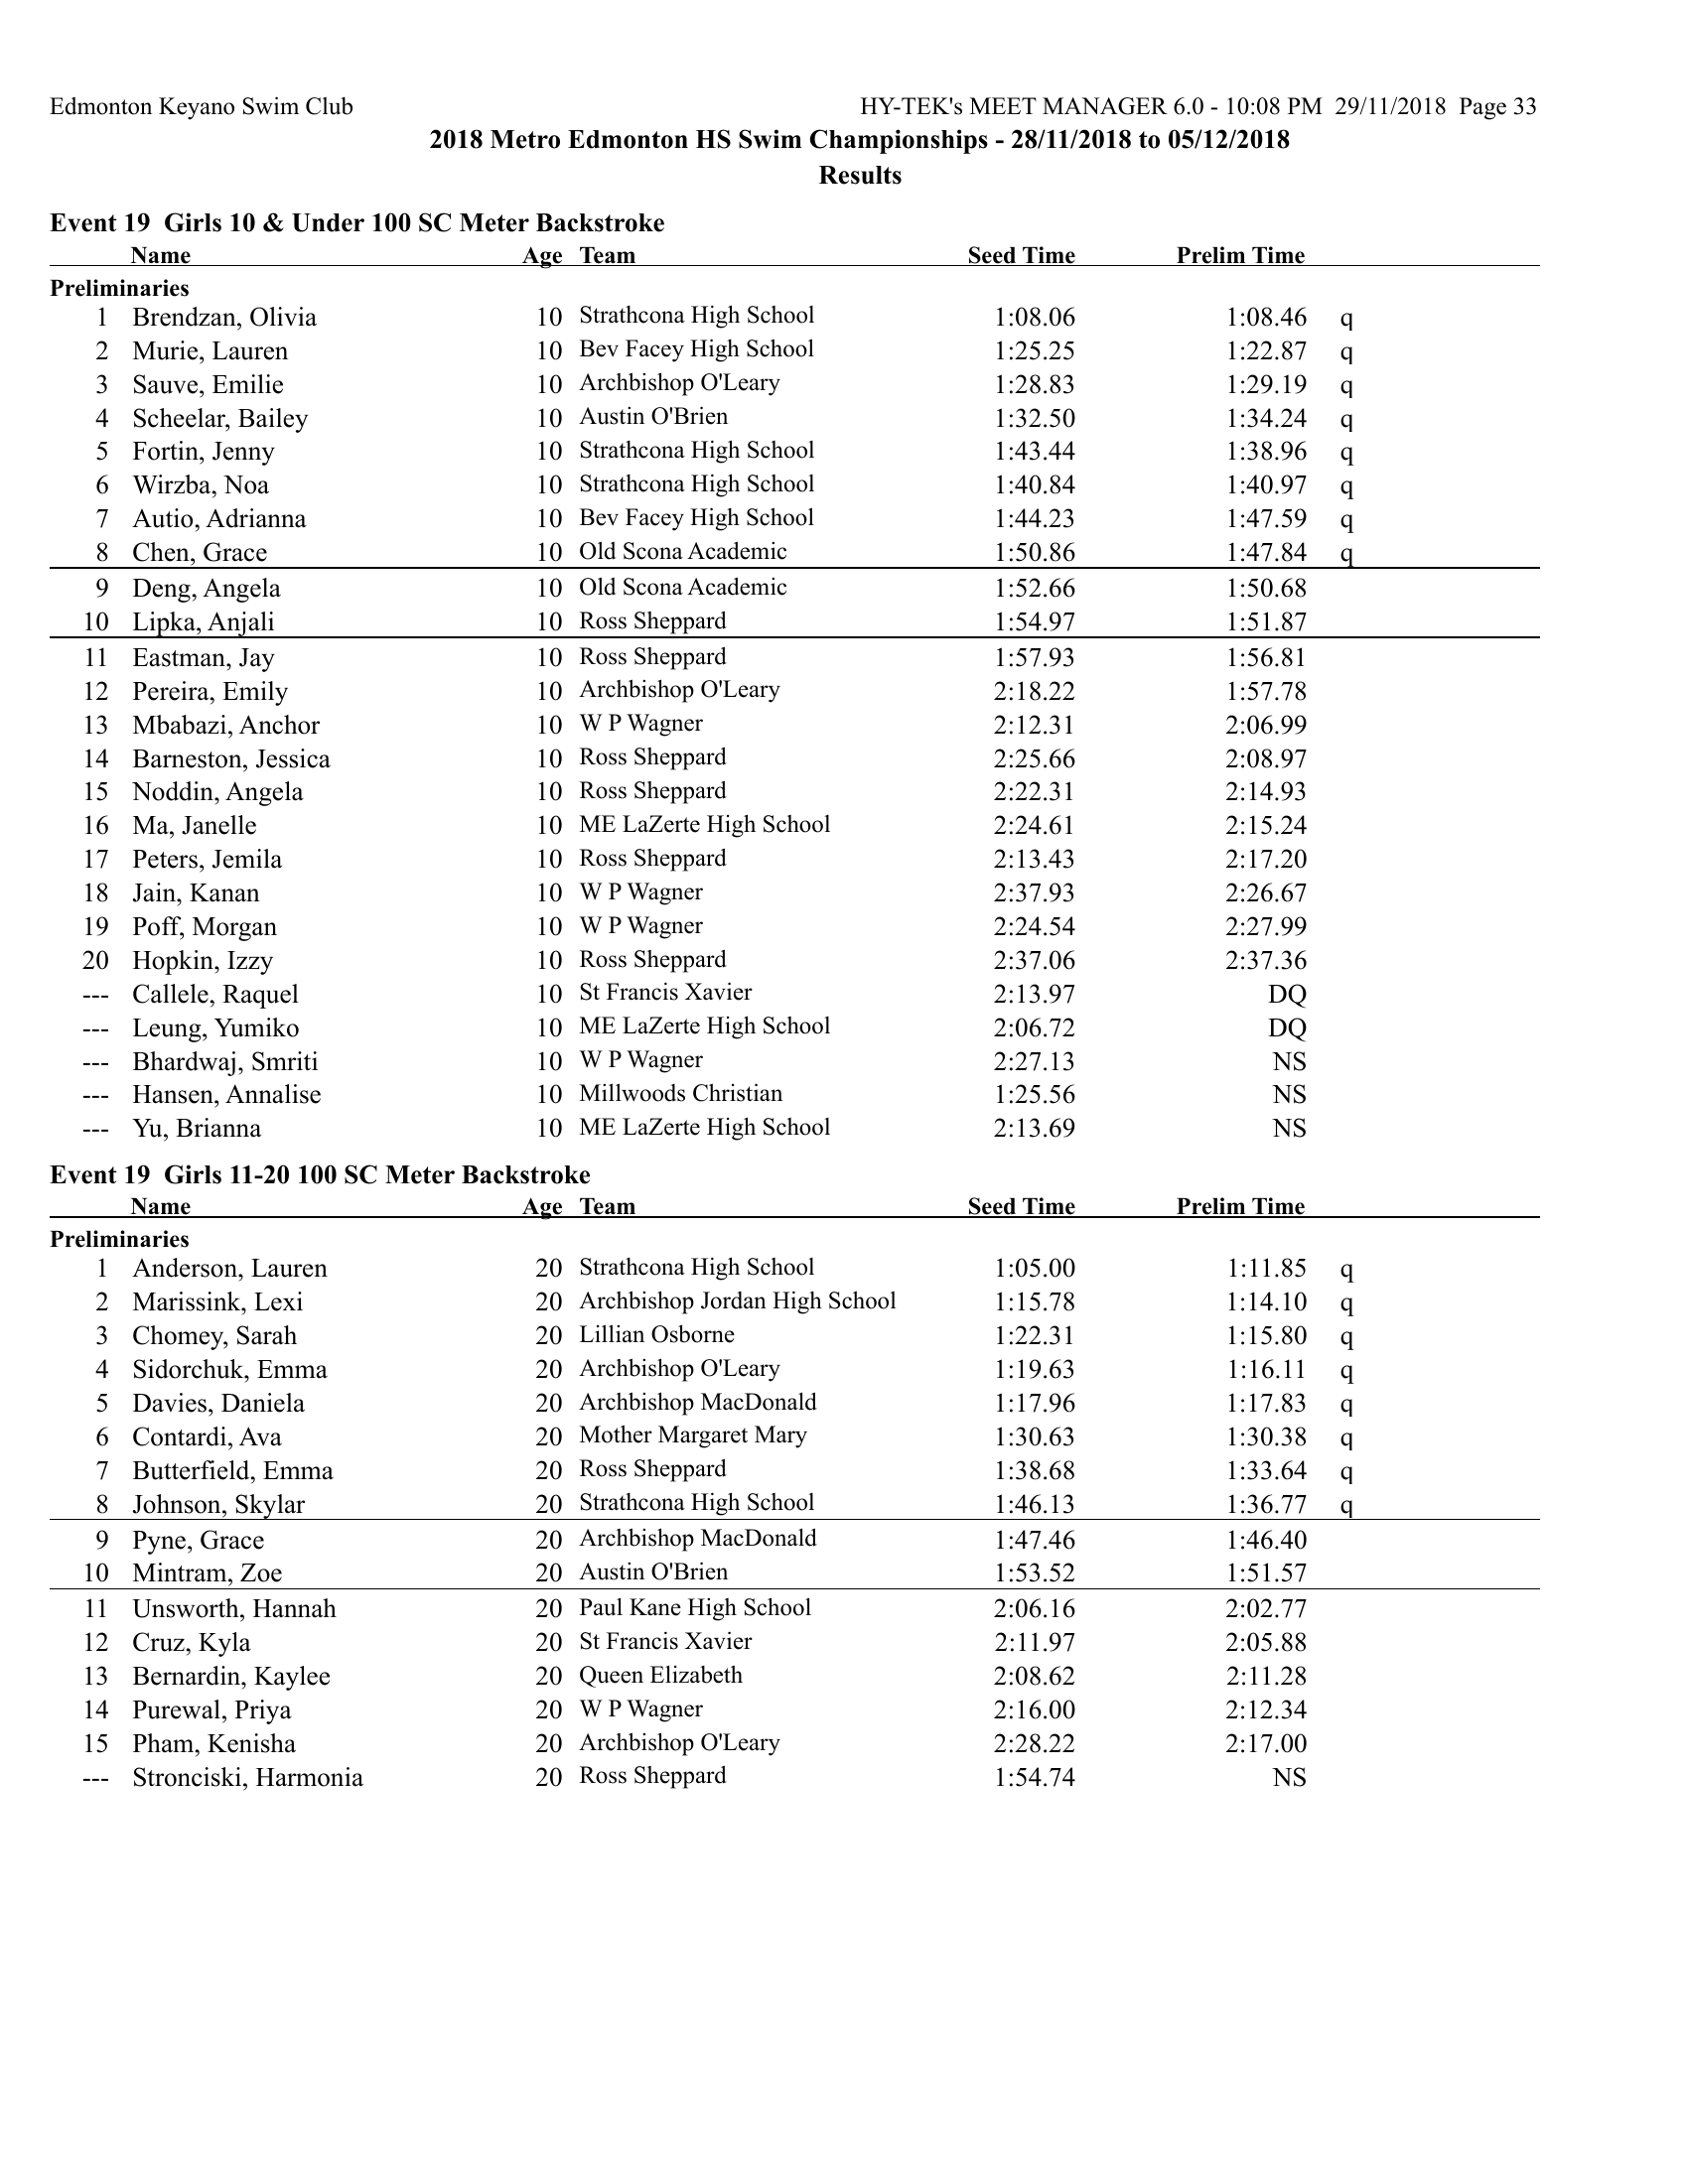 Edmonton Keyano Swim Club HY-TEK's MEET MANAGER 6.0 - 10:08 PM 29/11/2018 Page 33
2018 Metro Edmonton HS Swim Championships - 28/11/2018 to 05/12/2018
Results
Event 19 Girls 10 & Under 100 SC Meter Backstroke
Name Age Team Seed Time Prelim Time
Preliminaries
1 Brendzan, Olivia 10 Strathcona High School 1:08.06 1:08.46 q
2 Murie, Lauren 10 Bev Facey High School 1:25.25 1:22.87 q
3 Sauve, Emilie 10 Archbishop O'Leary 1:28.83 1:29.19 q
4 Scheelar, Bailey 10 Austin O'Brien 1:32.50 1:34.24 q
5 Fortin, Jenny 10 Strathcona High School 1:43.44 1:38.96 q
6 Wirzba, Noa 10 Strathcona High School 1:40.84 1:40.97 q
7 Autio, Adrianna 10 Bev Facey High School 1:44.23 1:47.59 q
8 Chen, Grace 10 Old Scona Academic 1:50.86 1:47.84 q
9 Deng, Angela 10 Old Scona Academic 1:52.66 1:50.68
10 Lipka, Anjali 10 Ross Sheppard 1:54.97 1:51.87
11 Eastman, Jay 10 Ross Sheppard 1:57.93 1:56.81
12 Pereira, Emily 10 Archbishop O'Leary 2:18.22 1:57.78
13 Mbabazi, Anchor 10 W P Wagner 2:12.31 2:06.99
14 Barneston, Jessica 10 Ross Sheppard 2:25.66 2:08.97
15 Noddin, Angela 10 Ross Sheppard 2:22.31 2:14.93
16 Ma, Janelle 10 ME LaZerte High School 2:24.61 2:15.24
17 Peters, Jemila 10 Ross Sheppard 2:13.43 2:17.20
18 Jain, Kanan 10 W P Wagner 2:37.93 2:26.67
19 Poff, Morgan 10 W P Wagner 2:24.54 2:27.99
20 Hopkin, Izzy 10 Ross Sheppard 2:37.06 2:37.36
--- Callele, Raquel 10 St Francis Xavier 2:13.97 DQ
--- Leung, Yumiko 10 ME LaZerte High School 2:06.72 DQ
--- Bhardwaj, Smriti 10 W P Wagner 2:27.13 NS
--- Hansen, Annalise 10 Millwoods Christian 1:25.56 NS
--- Yu, Brianna 10 ME LaZerte High School 2:13.69 NS
Event 19 Girls 11-20 100 SC Meter Backstroke
Name Age Team Seed Time Prelim Time
Preliminaries
1 Anderson, Lauren 20 Strathcona High School 1:05.00 1:11.85 q
2 Marissink, Lexi 20 Archbishop Jordan High School 1:15.78 1:14.10 q
3 Chomey, Sarah 20 Lillian Osborne 1:22.31 1:15.80 q
4 Sidorchuk, Emma 20 Archbishop O'Leary 1:19.63 1:16.11 q
5 Davies, Daniela 20 Archbishop MacDonald 1:17.96 1:17.83 q
6 Contardi, Ava 20 Mother Margaret Mary 1:30.63 1:30.38 q
7 Butterfield, Emma 20 Ross Sheppard 1:38.68 1:33.64 q
8 Johnson, Skylar 20 Strathcona High School 1:46.13 1:36.77 q
9 Pyne, Grace 20 Archbishop MacDonald 1:47.46 1:46.40
10 Mintram, Zoe 20 Austin O'Brien 1:53.52 1:51.57
11 Unsworth, Hannah 20 Paul Kane High School 2:06.16 2:02.77
12 Cruz, Kyla 20 St Francis Xavier 2:11.97 2:05.88
13 Bernardin, Kaylee 20 Queen Elizabeth 2:08.62 2:11.28
14 Purewal, Priya 20 W P Wagner 2:16.00 2:12.34
15 Pham, Kenisha 20 Archbishop O'Leary 2:28.22 2:17.00
--- Stronciski, Harmonia 20 Ross Sheppard 1:54.74 NS